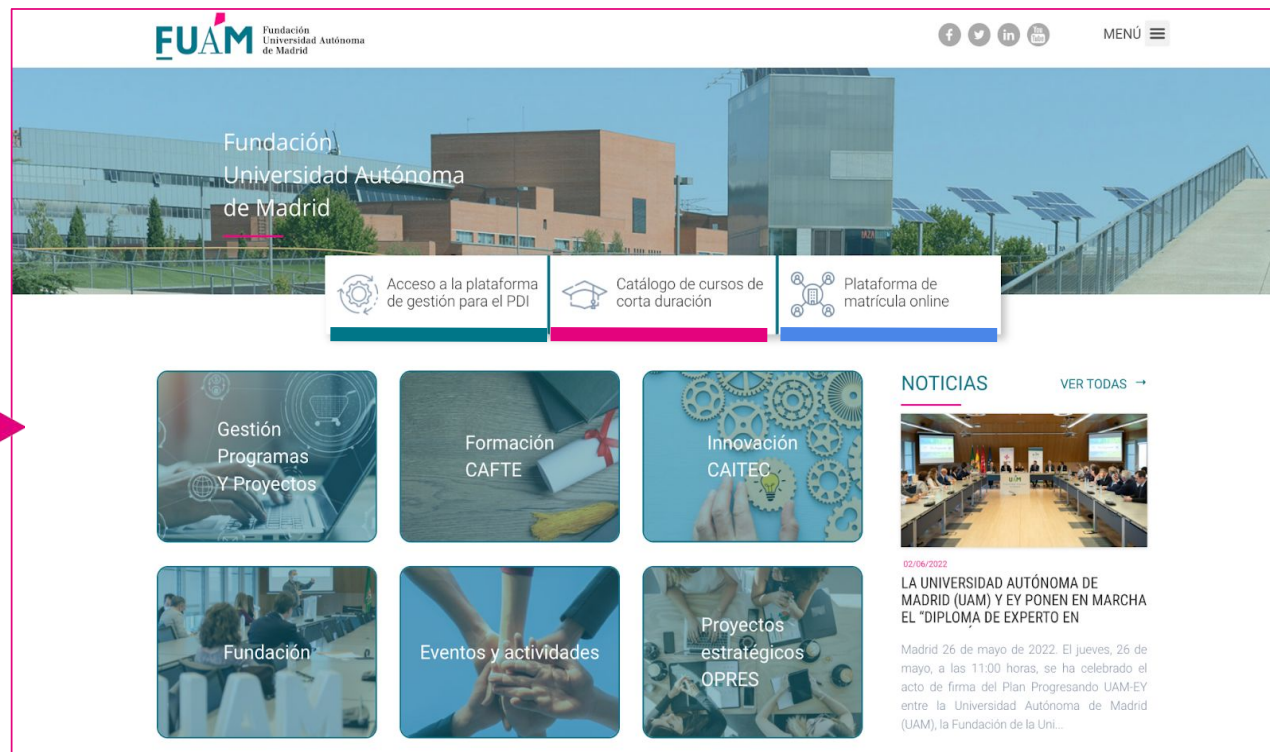 FUAM
Fundación
Universidad Autónoma
de Madrid
MENÚ
Fundación
Universidad Autónoma
de Madrid
Acceso a la plataforma
de gestión para el PDI
Catálogo de cursos de
corta duración
Plataforma de
matrícula online
Gestión
Programas
Y Proyectos
Formación
CAFTE
Innovación
CAITEC
Fundación
Eventos y actividades
Proyectos
estratégicos
OPRES
NOTICIAS
VER TODAS →
02/06/2022
LA UNIVERSIDAD AUTÓNOMA DE
MADRID (UAM) Y EY PONEN EN MARCHA
EL “DIPLOMA DE EXPERTO EN
Madrid 26 de mayo de 2022. El jueves, 26 de
mayo, a las 11:00 horas, se ha celebrado el
acto de firma del Plan Progresando UAM-EY
entre la Universidad Autónoma de Madrid
(UAM), la Fundación de la Uni...